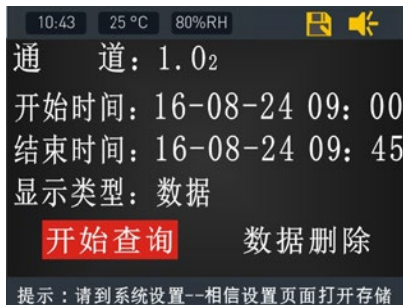 10:43 25 °C 80%RH
通 道：1.O₂
开始时间：16-08-24 09：00
结束时间：16-08-24 09：45
显示类型：数据
开始查询 数据删除
提示：请到系统设置--相信设置页面打开存储